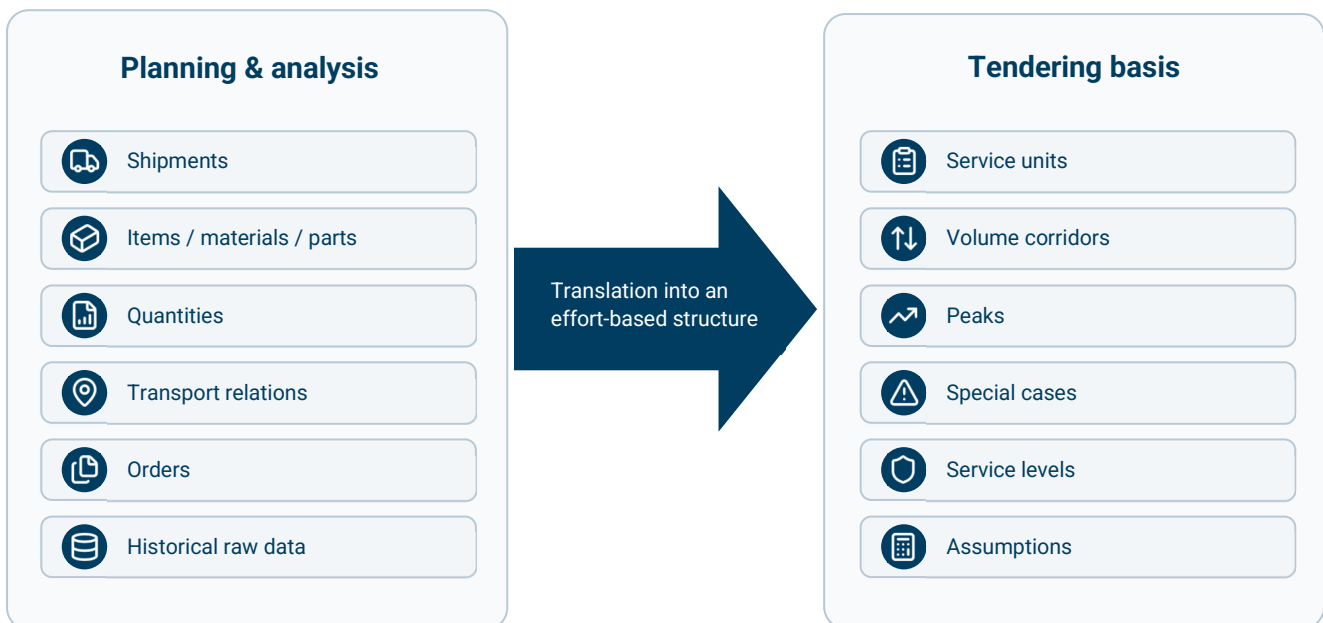 Planning & analysis
Shipments
Items / materials / parts
Quantities
Transport relations
Orders
Historical raw data
Translation into an
effort-based structure
Tendering basis
Service units
Volume corridors
Peaks
Special cases
Service levels
Assumptions